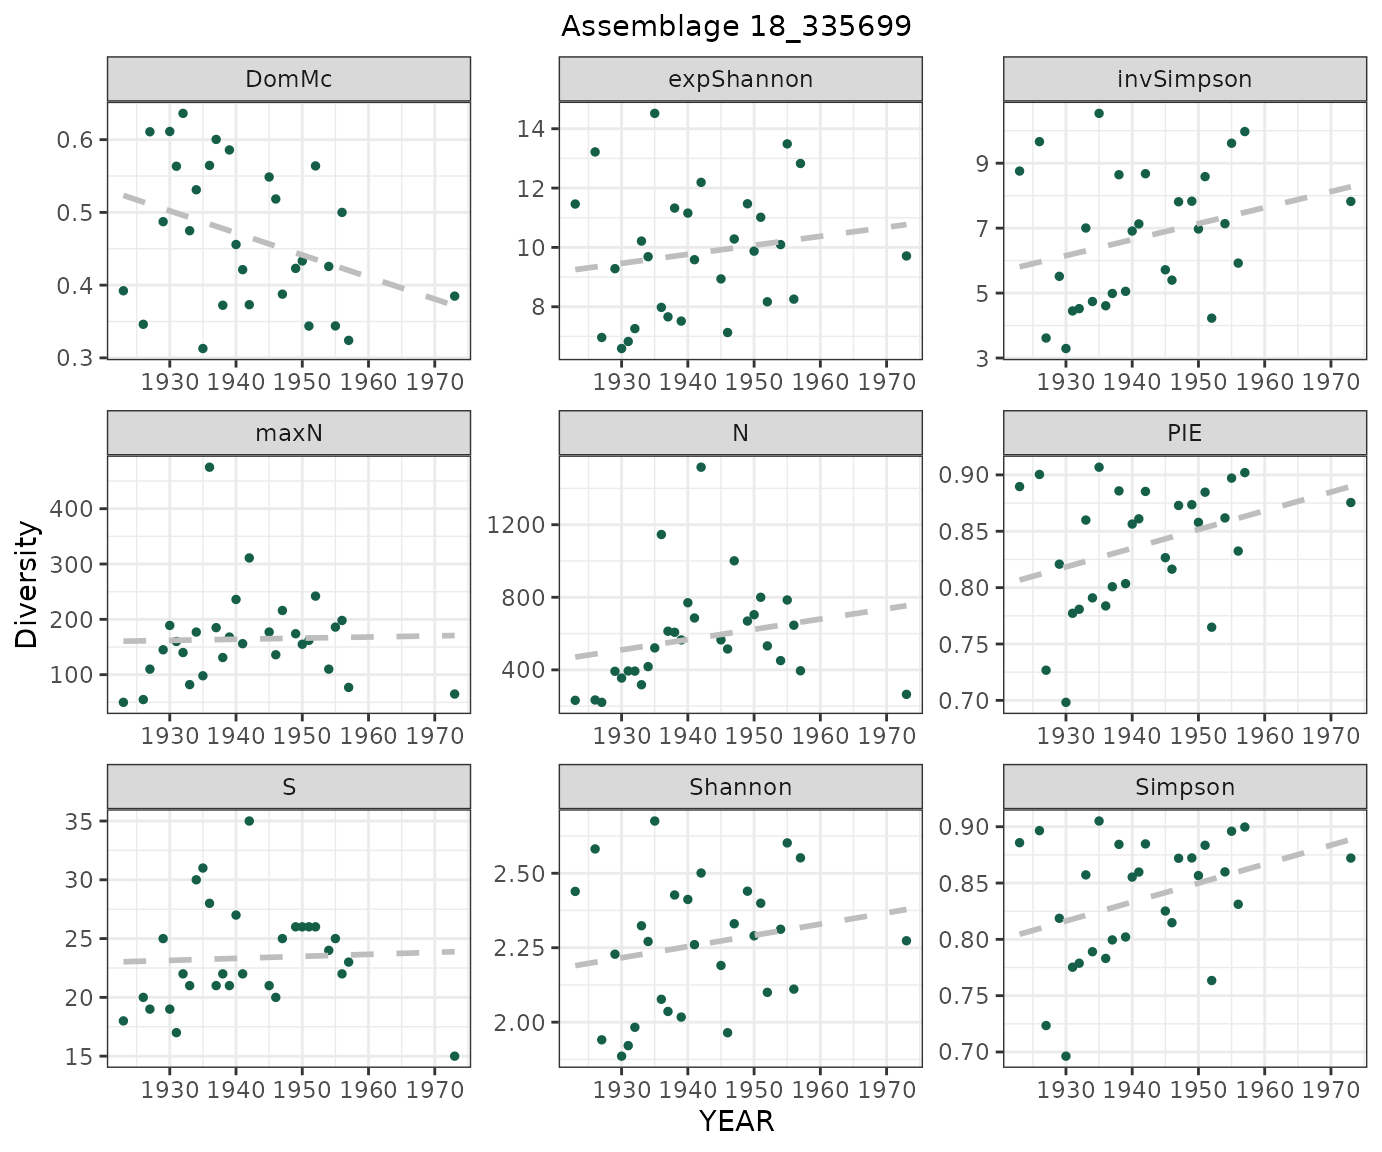 Assemblage 18_335699
DomMc
expShannon
invSimpson
0.6
0.5
0.4
0.3
14
12
10
8
9
7
5
3
1930 1940 1950 1960 1970
1930 1940 1950 1960 1970
1930 1940 1950 1960 1970
maxN
N
PIE
400
300
200
100
1200
800
400
0.90
0.85
0.80
0.75
0.70
1930 1940 1950 1960 1970
1930 1940 1950 1960 1970
1930 1940 1950 1960 1970
Diversity
S
Shannon
Simpson
35
30
25
20
15
2.50
2.25
2.00
0.90
0.85
0.80
0.75
0.70
1930 1940 1950 1960 1970
1930 1940 1950 1960 1970
1930 1940 1950 1960 1970
YEAR